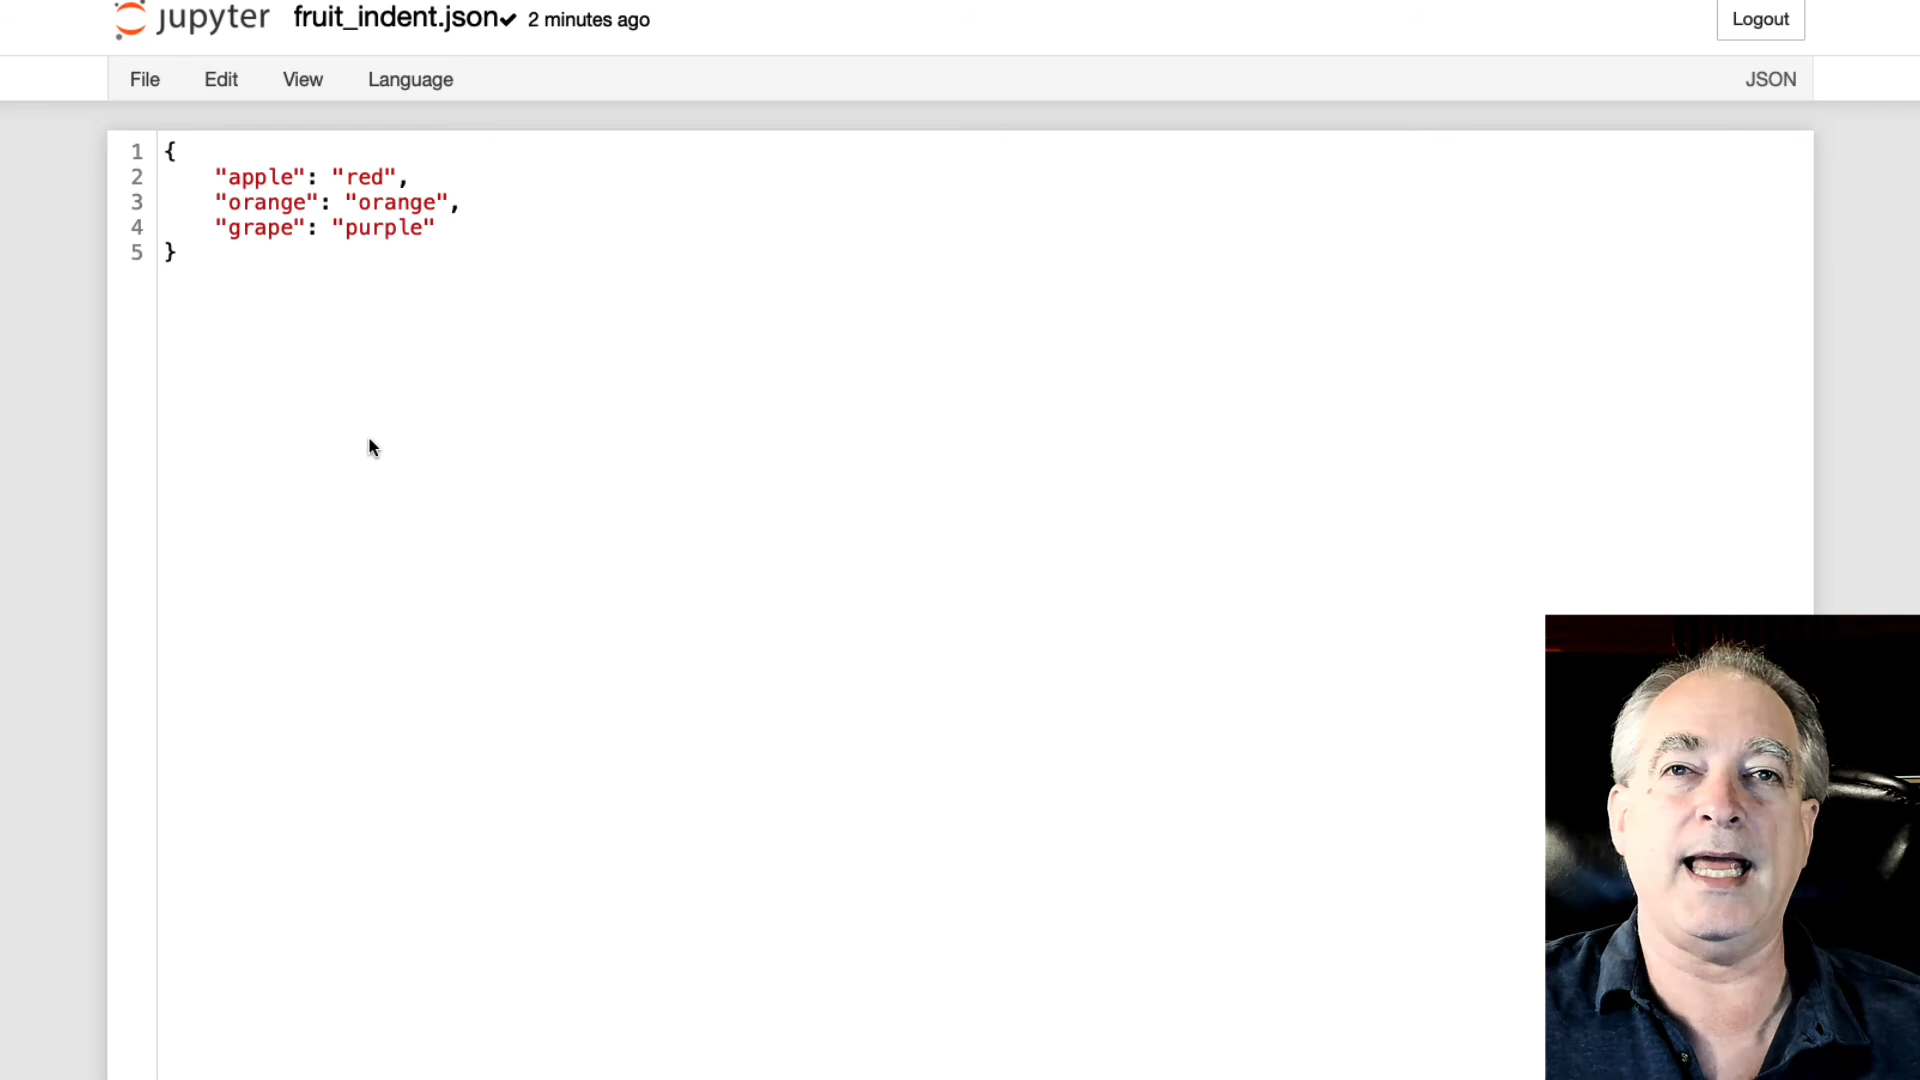 jupyter fruit_indent.json✔ 2 minutes ago Logout
File Edit View Language JSON
1 {
2     "apple": "red",
3     "orange": "orange",
4     "grape": "purple"
5 }